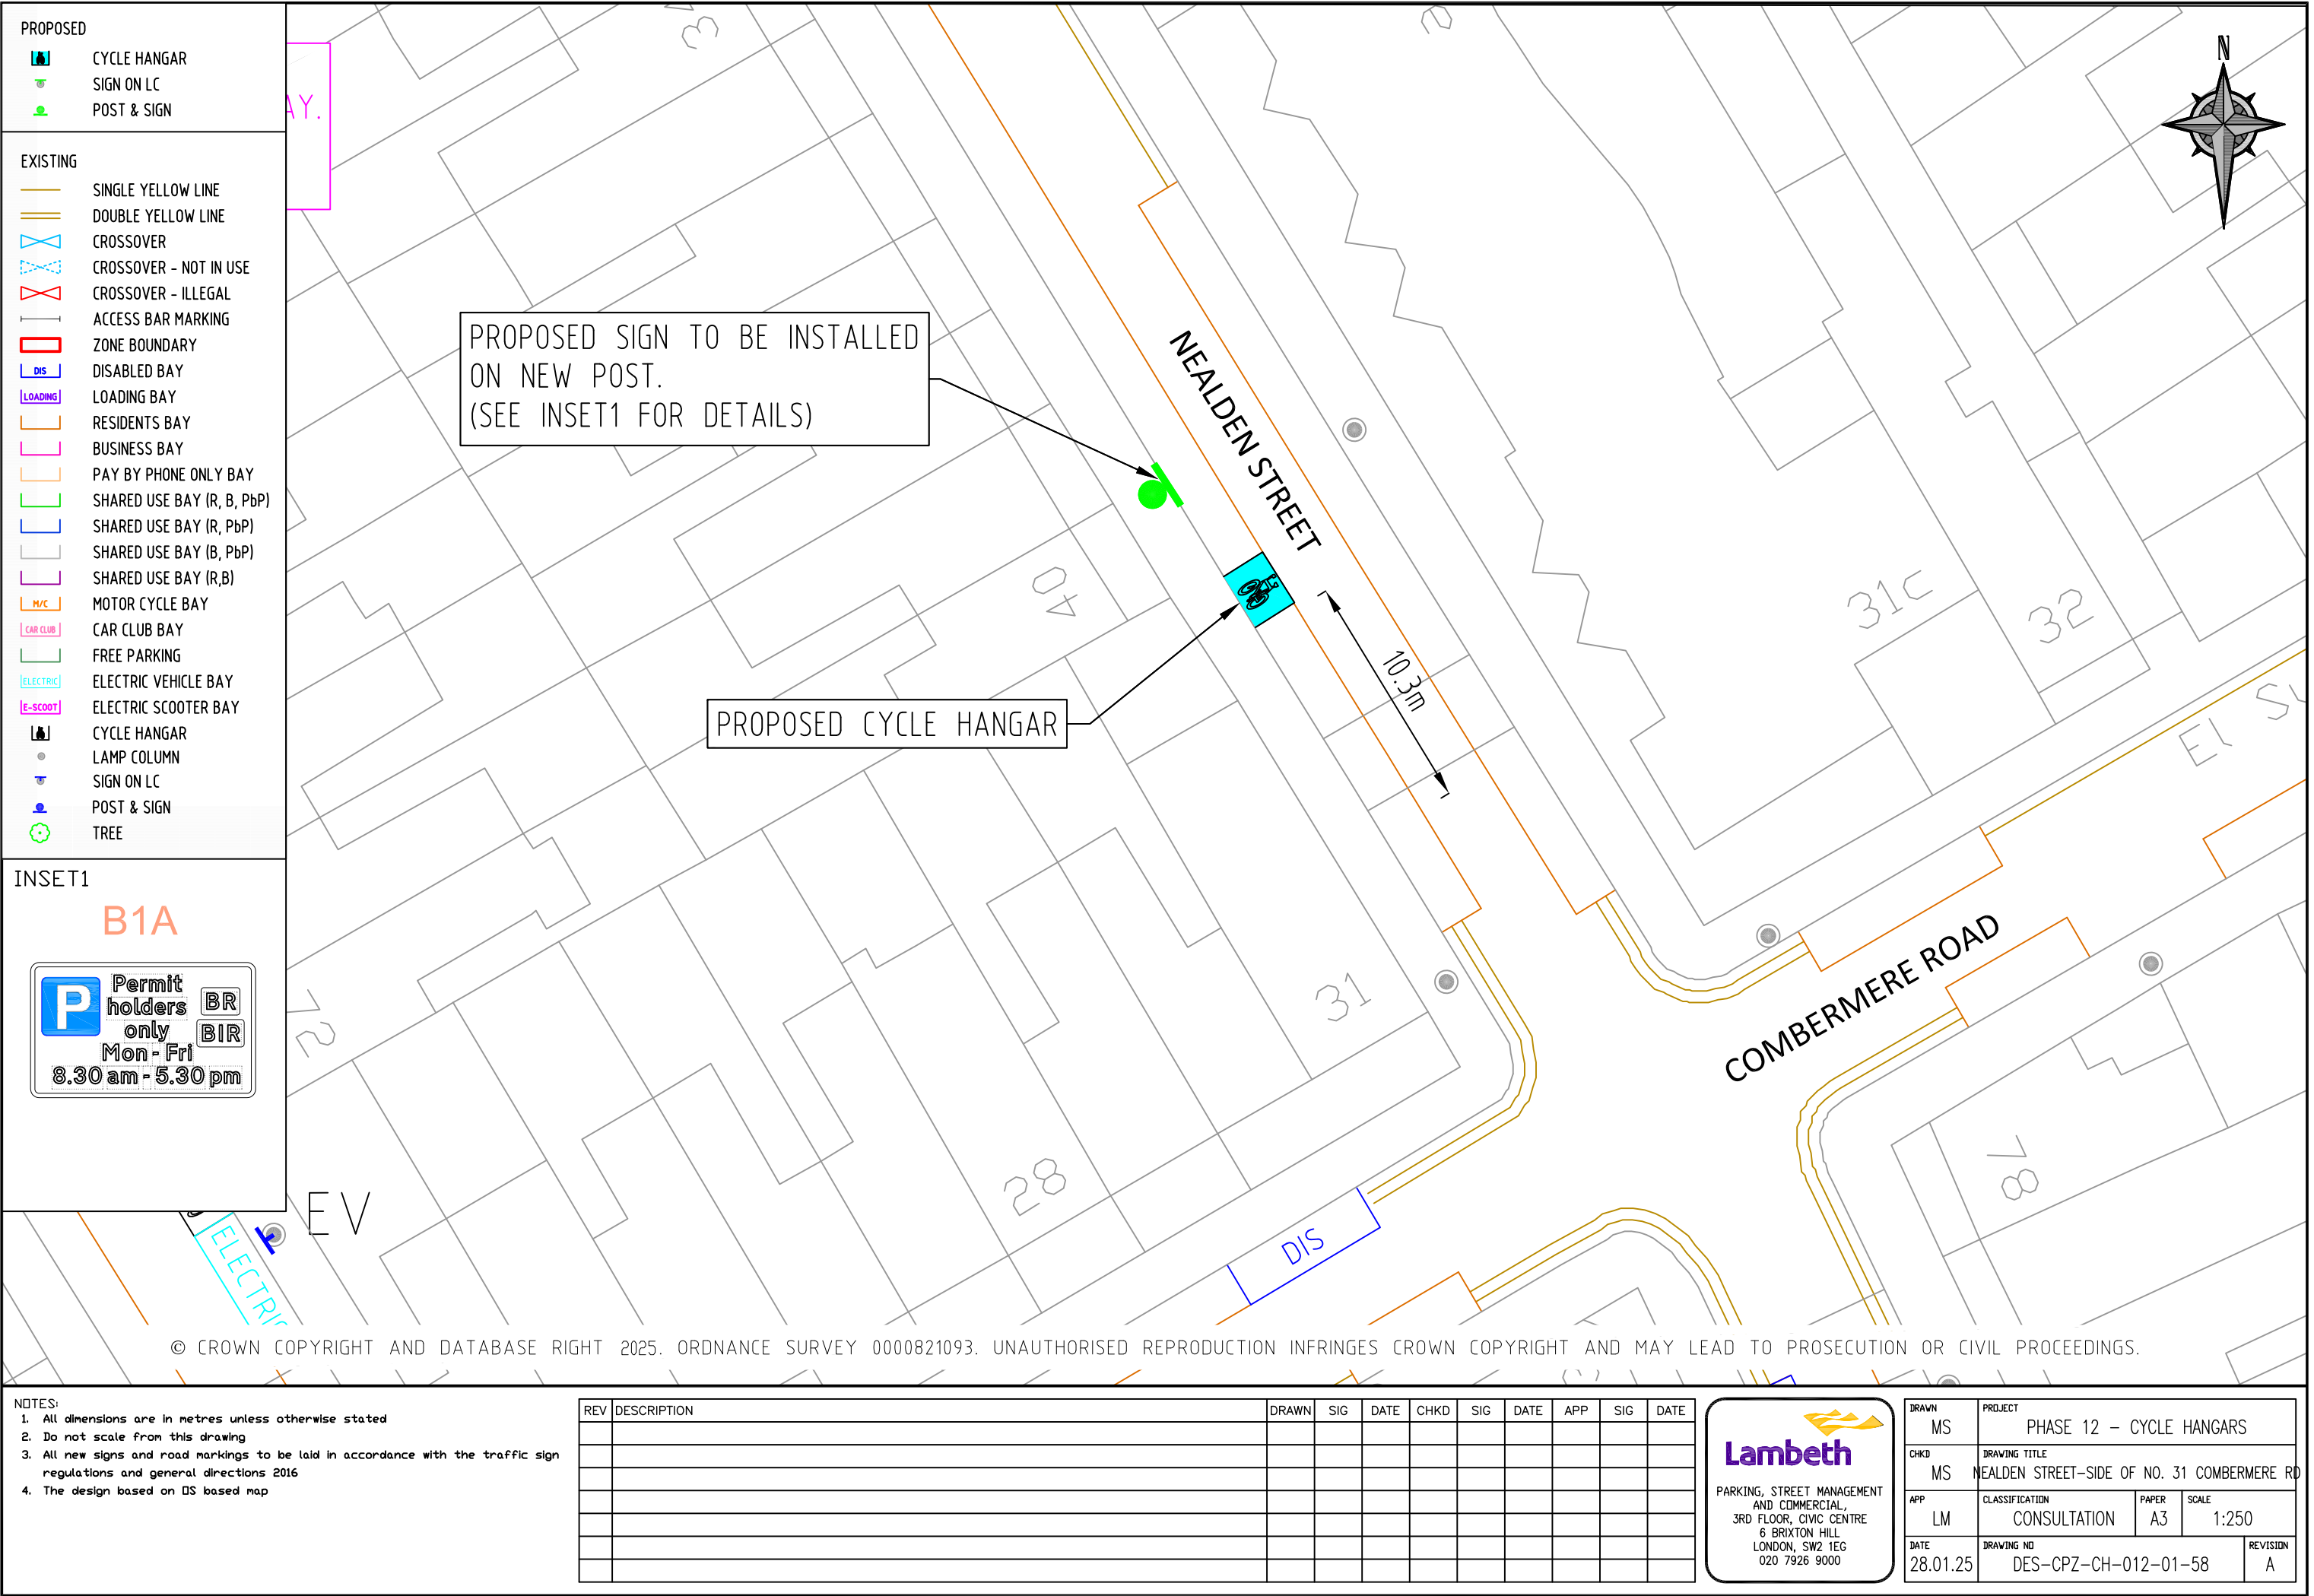 PROPOSED
CYCLE HANGAR
SIGN ON LC
POST & SIGN
EXISTING
SINGLE YELLOW LINE
DOUBLE YELLOW LINE
CROSSOVER
CROSSOVER - NOT IN USE
CROSSOVER - ILLEGAL
ACCESS BAR MARKING
ZONE BOUNDARY
DIS DISABLED BAY
LOADING LOADING BAY
RESIDENTS BAY
BUSINESS BAY
PAY BY PHONE ONLY BAY
SHARED USE BAY (R, B, PbP)
SHARED USE BAY (R, PbP)
SHARED USE BAY (B, PbP)
SHARED USE BAY (R,B)
M/C MOTOR CYCLE BAY
CAR CLUB CAR CLUB BAY
FREE PARKING
ELECTRIC ELECTRIC VEHICLE BAY
E-SCOOT ELECTRIC SCOOTER BAY
CYCLE HANGAR
LAMP COLUMN
SIGN ON LC
POST & SIGN
TREE
INSET1
B1A
P
Permit
holders
only
BR
BIR
Mon - Fri
8.30 am - 5.30 pm
AY.
N
PROPOSED SIGN TO BE INSTALLED
ON NEW POST.
(SEE INSET1 FOR DETAILS)
NEALDEN STREET
40
PROPOSED CYCLE HANGAR
10.3m
31c
32
COMBERMERE ROAD
31
28
78
DIS
EV
ELECTRIC
© CROWN COPYRIGHT AND DATABASE RIGHT 2025. ORDNANCE SURVEY 0000821093. UNAUTHORISED REPRODUCTION INFRINGES CROWN COPYRIGHT AND MAY LEAD TO PROSECUTION OR CIVIL PROCEEDINGS.
NOTES:
1. All dimensions are in metres unless otherwise stated
2. Do not scale from this drawing
3. All new signs and road markings to be laid in accordance with the traffic sign
regulations and general directions 2016
4. The design based on OS based map
REV DESCRIPTION DRAWN SIG DATE CHKD SIG DATE APP SIG DATE
Lambeth
PARKING, STREET MANAGEMENT
AND COMMERCIAL,
3RD FLOOR, CIVIC CENTRE
6 BRIXTON HILL
LONDON, SW2 1EG
020 7926 9000
DRAWN
MS
PROJECT
PHASE 12 - CYCLE HANGARS
CHKD
MS
DRAWING TITLE
NEALDEN STREET-SIDE OF NO. 31 COMBERMERE RD
APP
LM
CLASSIFICATION
CONSULTATION
PAPER
A3
SCALE
1:250
DATE
28.01.25
DRAWING NO
DES-CPZ-CH-012-01-58
REVISION
A